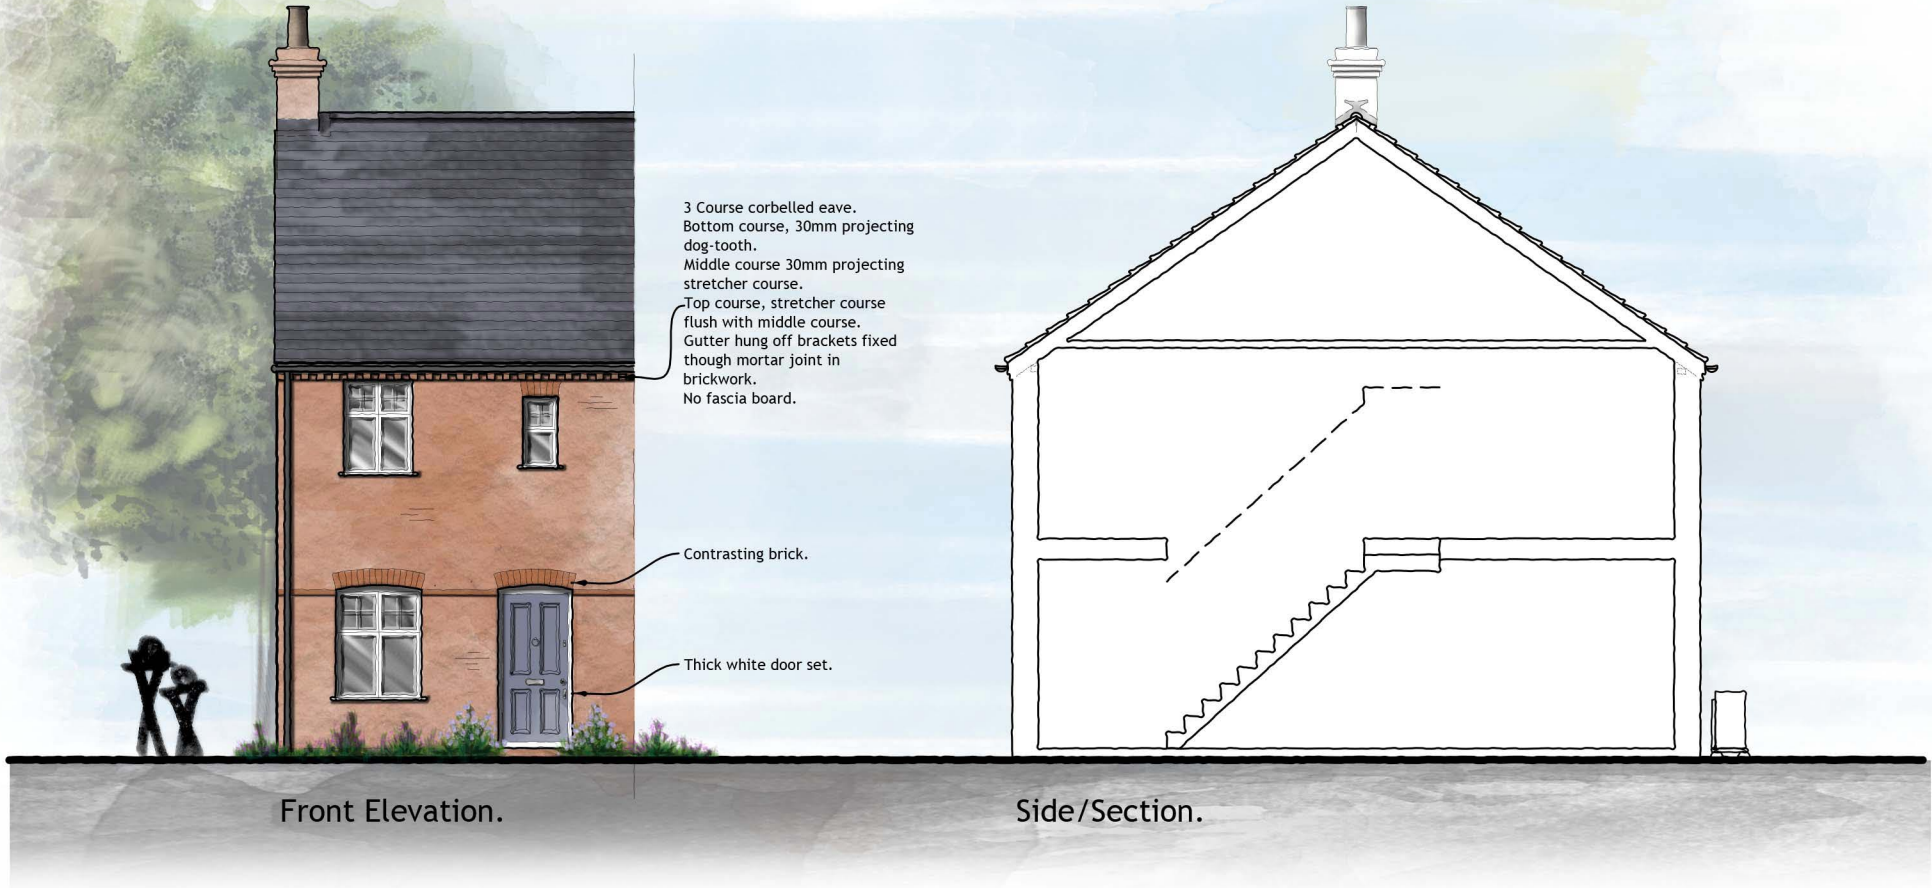 3 Course corbelled eave.
Bottom course, 30mm projecting
dog-tooth.
Middle course 30mm projecting
stretcher course.
Top course, stretcher course
flush with middle course.
Gutter hung off brackets fixed
though mortar joint in
brickwork.
No fascia board.
Contrasting brick.
Thick white door set.
Front Elevation.
Side/Section.